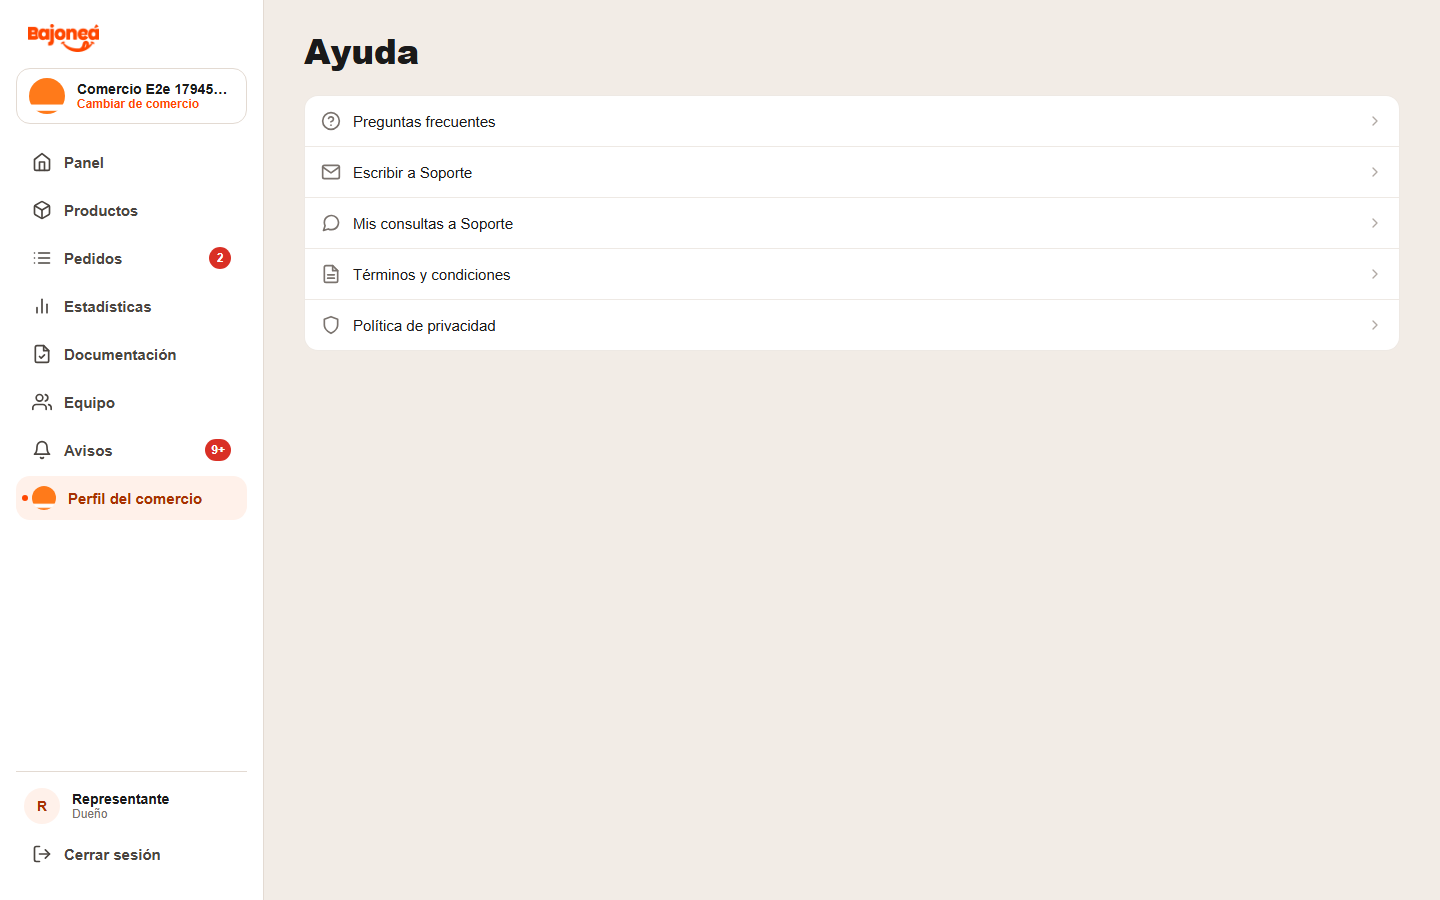 Bajoneá
Comercio E2e 17945...
Cambiar de comercio
Panel
Productos
Pedidos 2
Estadísticas
Documentación
Equipo
Avisos 9+
Perfil del comercio
R
Representante
Dueño
Cerrar sesión
Ayuda
Preguntas frecuentes
Escribir a Soporte
Mis consultas a Soporte
Términos y condiciones
Política de privacidad